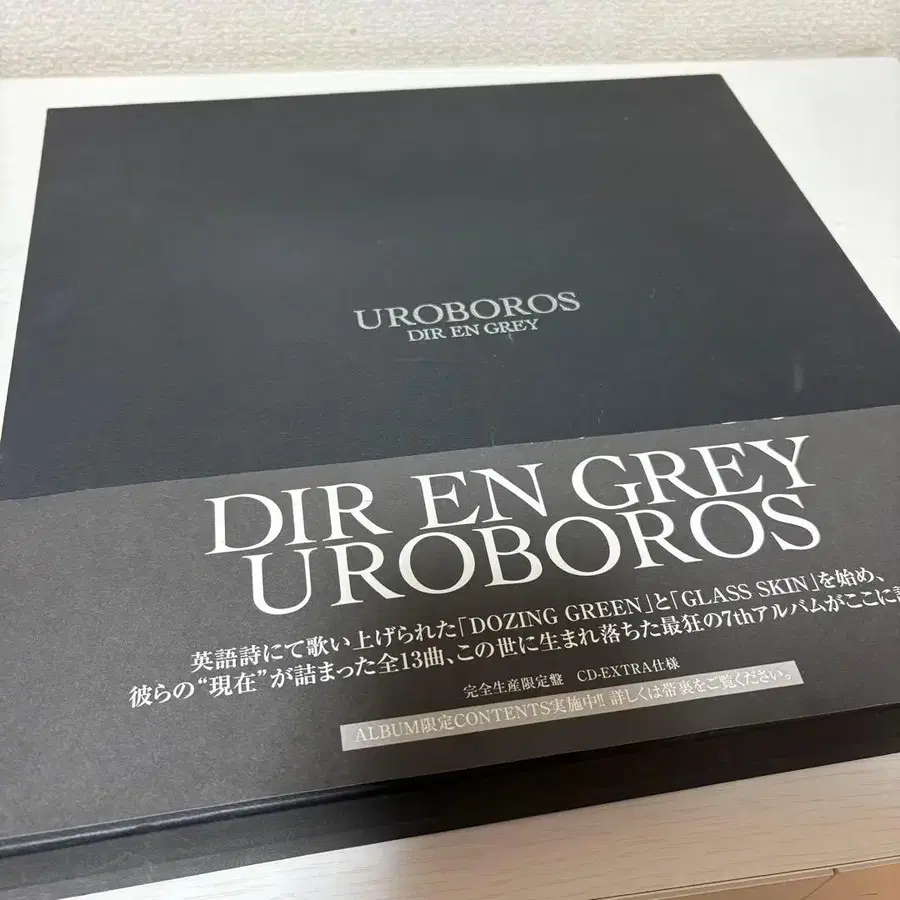 UROBOROS
DIR EN GREY
DIR EN GREY
UROBOROS
英語詩にて歌い上げられた「DOZING GREEN」と「GLASS SKIN」を始め、
彼らの“現在”が詰まった全13曲、この世に生まれ落ちた最狂の7thアルバムがここに
完全生産限定盤 CD-EXTRA仕様
ALBUM限定CONTENTS実施中!! 詳しくは帯裏をご覧ください。